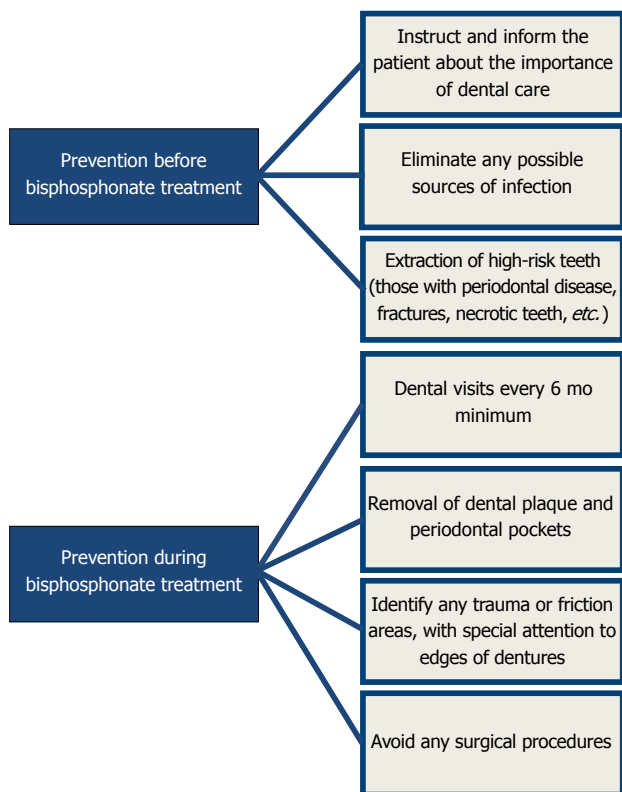 Prevention before
bisphosphonate treatment
Instruct and inform the
patient about the importance
of dental care
Eliminate any possible
sources of infection
Extraction of high-risk teeth
(those with periodontal disease,
fractures, necrotic teeth, etc.)
Prevention during
bisphosphonate treatment
Dental visits every 6 mo
minimum
Removal of dental plaque and
periodontal pockets
Identify any trauma or friction
areas, with special attention to
edges of dentures
Avoid any surgical procedures